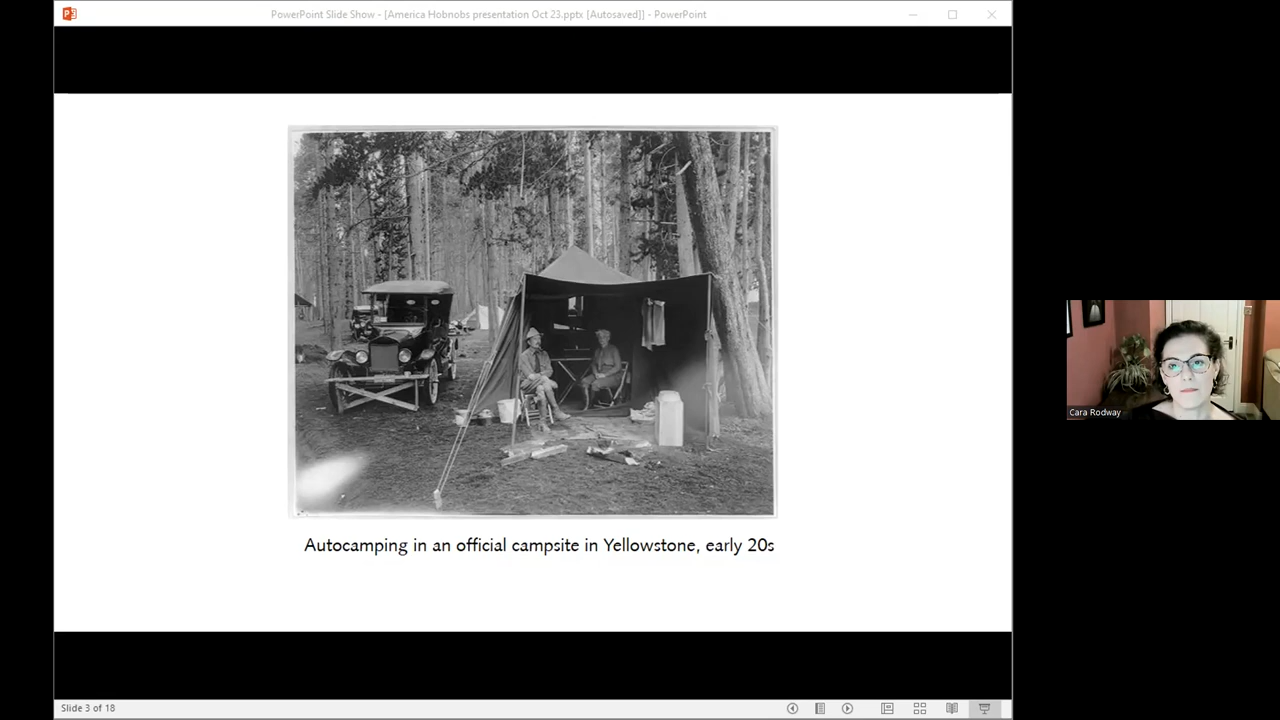 PowerPoint Slide Show - [America Hobnobs presentation Oct 23.pptx [Autosaved]] - PowerPoint
Autocamping in an official campsite in Yellowstone, early 20s
Cara Rodway
Slide 3 of 18